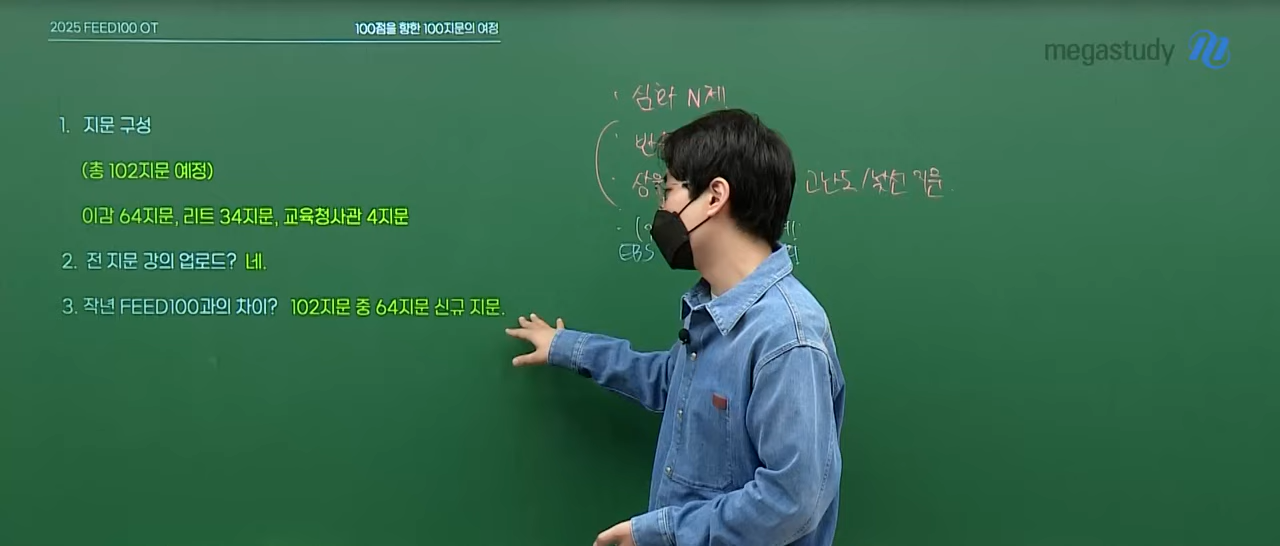 2025 FEED100 OT
100점을 향한 100지문의 여정
megastudy
1. 지문 구성
(총 102지문 예정)
이감 64지문, 리트 34지문, 교육청사관 4지문
2. 전 지문 강의 업로드? 네.
3. 작년 FEED100과의 차이? 102지문 중 64지문 신규 지문.
· 심화 N제
고난도/낯선 지문.
EBS